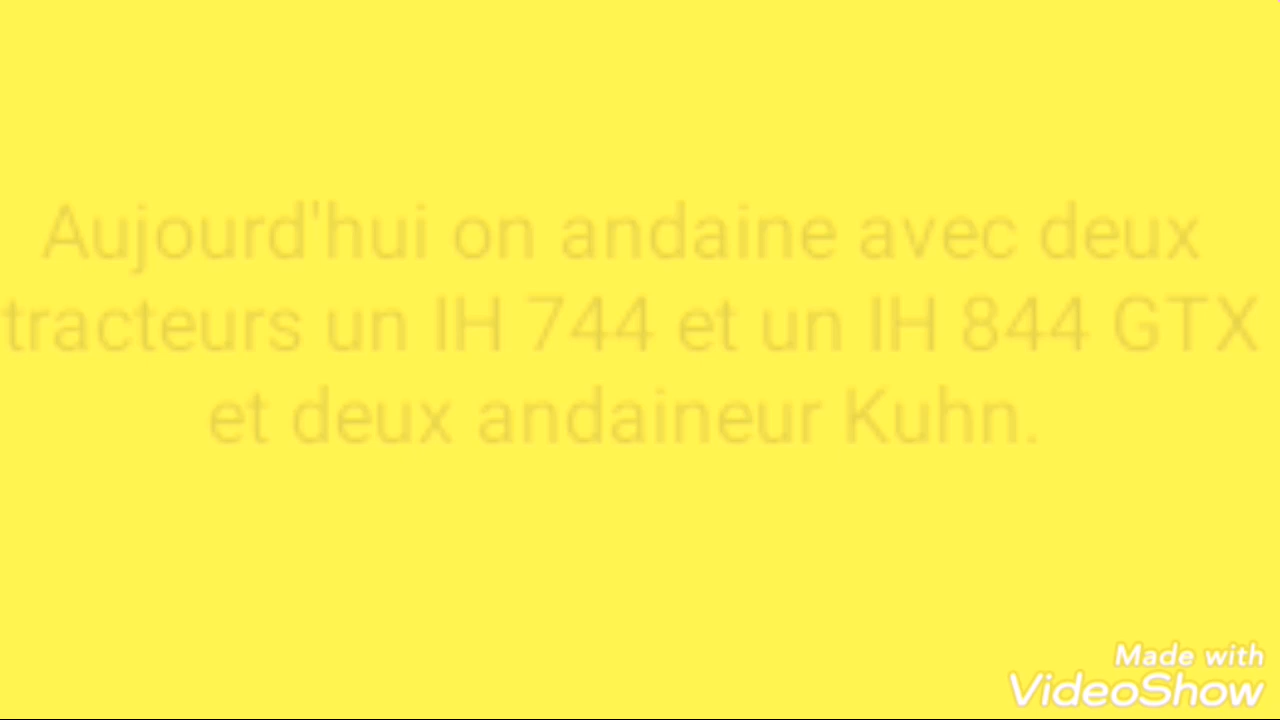 Aujourd'hui on andaine avec deux
tracteurs un IH 744 et un IH 844 GTX
et deux andaineur Kuhn.
Made with
VideoShow